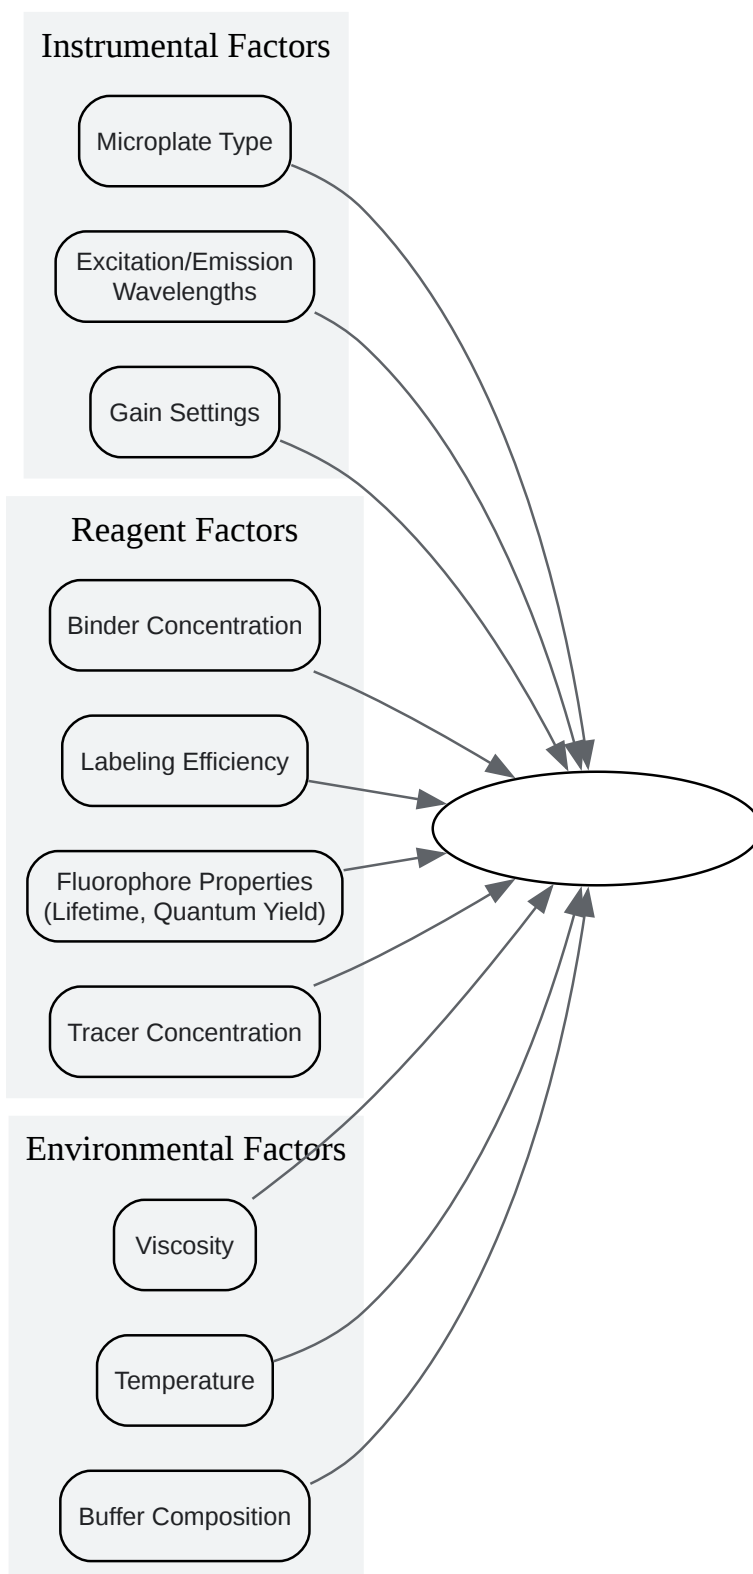 Instrumental Factors
Microplate Type
Excitation/Emission
Wavelengths
Gain Settings
Reagent Factors
Binder Concentration
Labeling Efficiency
Fluorophore Properties
(Lifetime, Quantum Yield)
Tracer Concentration
Environmental Factors
Viscosity
Temperature
Buffer Composition